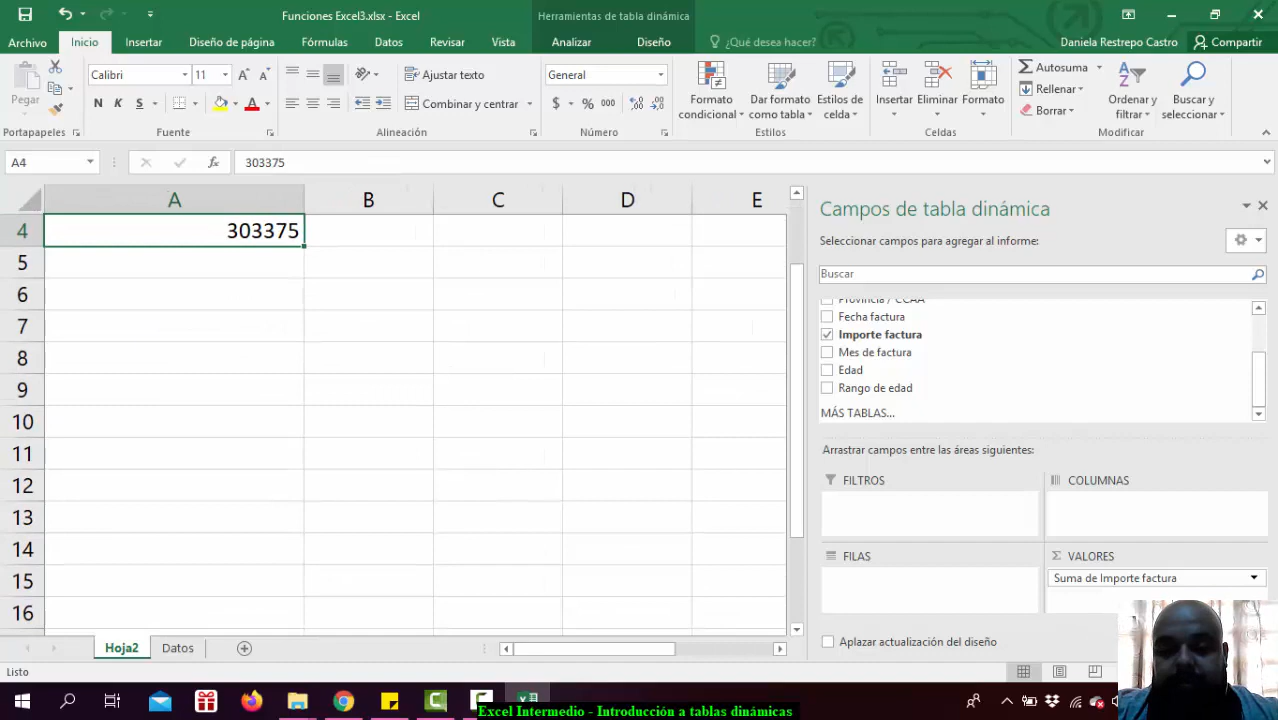 Funciones Excel3.xlsx - Excel
Herramientas de tabla dinámica
Archivo Inicio Insertar Diseño de página Fórmulas Datos Revisar Vista Analizar Diseño ¿Qué desea hacer? Daniela Restrepo Castro Compartir
Pegar
Portapapeles
Calibri 11
N K S
Fuente
Ajustar texto
Combinar y centrar
Alineación
General
$ % 000
Número
Formato condicional
Dar formato como tabla
Estilos de celda
Estilos
Insertar Eliminar Formato
Celdas
Autosuma
Rellenar
Borrar
Ordenar y filtrar
Buscar y seleccionar
Modificar
A4 fx 303375
A B C D E
4 303375
5
6
7
8
9
10
11
12
13
14
15
16
Campos de tabla dinámica
Seleccionar campos para agregar al informe:
Buscar
Provincia / CCAA
Fecha factura
Importe factura
Mes de factura
Edad
Rango de edad
MÁS TABLAS...
Arrastrar campos entre las áreas siguientes:
FILTROS COLUMNAS
FILAS VALORES
Suma de Importe factura
Aplazar actualización del diseño
Hoja2 Datos
Listo
Excel Intermedio - Introducción a tablas dinámicas